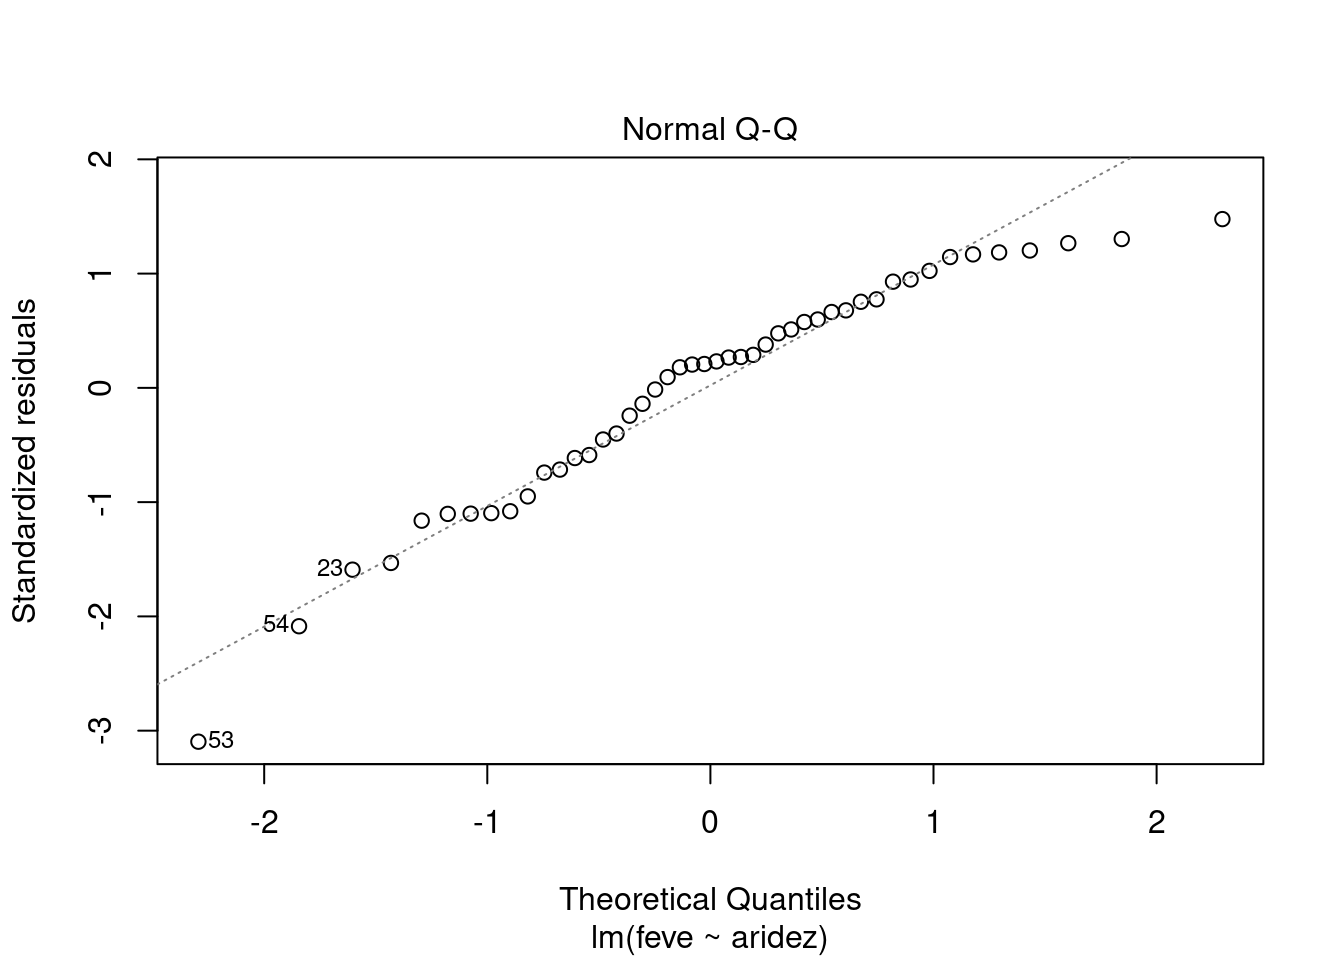 Normal Q-Q
Standardized residuals
2
1
0
-1
-2
-3
23
54
53
-2 -1 0 1 2
Theoretical Quantiles
lm(feve ~ aridez)